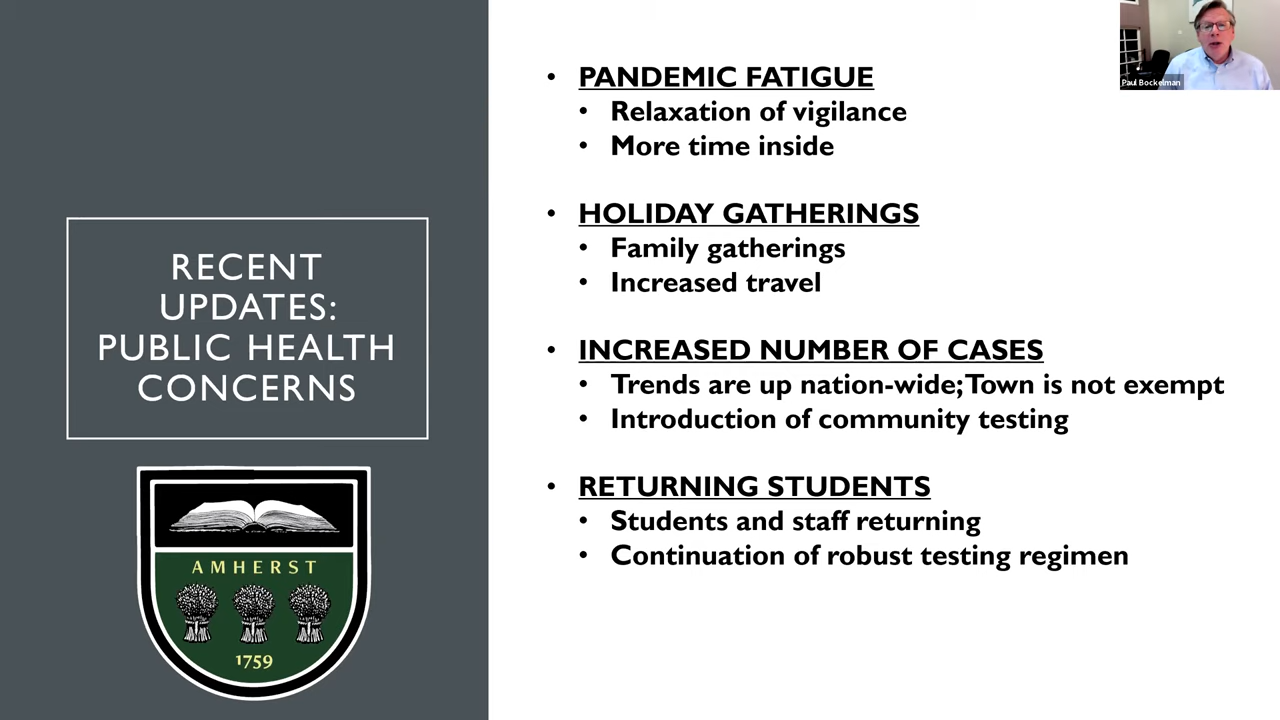 RECENT
UPDATES:
PUBLIC HEALTH
CONCERNS
AMHERST
1759
• PANDEMIC FATIGUE
• Relaxation of vigilance
• More time inside
• HOLIDAY GATHERINGS
• Family gatherings
• Increased travel
• INCREASED NUMBER OF CASES
• Trends are up nation-wide; Town is not exempt
• Introduction of community testing
• RETURNING STUDENTS
• Students and staff returning
• Continuation of robust testing regimen
Paul Bockelman